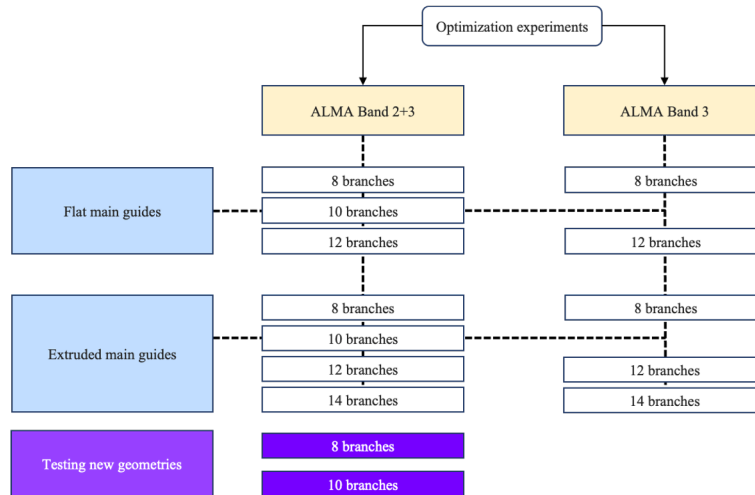 Optimization experiments
ALMA Band 2+3
ALMA Band 3
Flat main guides
8 branches
8 branches
10 branches
12 branches
12 branches
Extruded main guides
8 branches
8 branches
10 branches
12 branches
12 branches
14 branches
14 branches
Testing new geometries
8 branches
10 branches